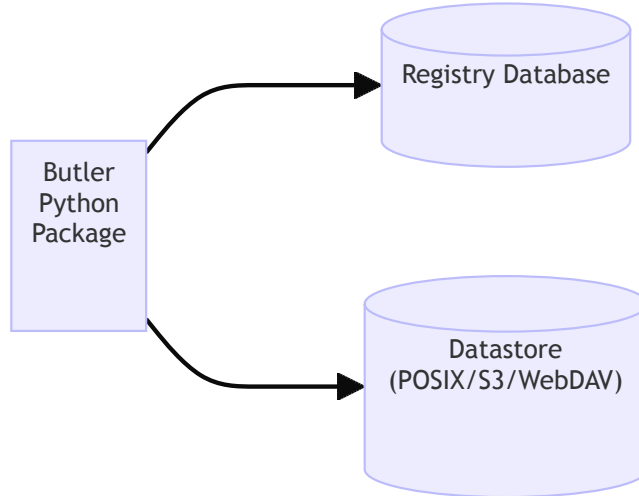 Registry Database
Butler
Python
Package
Datastore
(POSIX/S3/WebDAV)